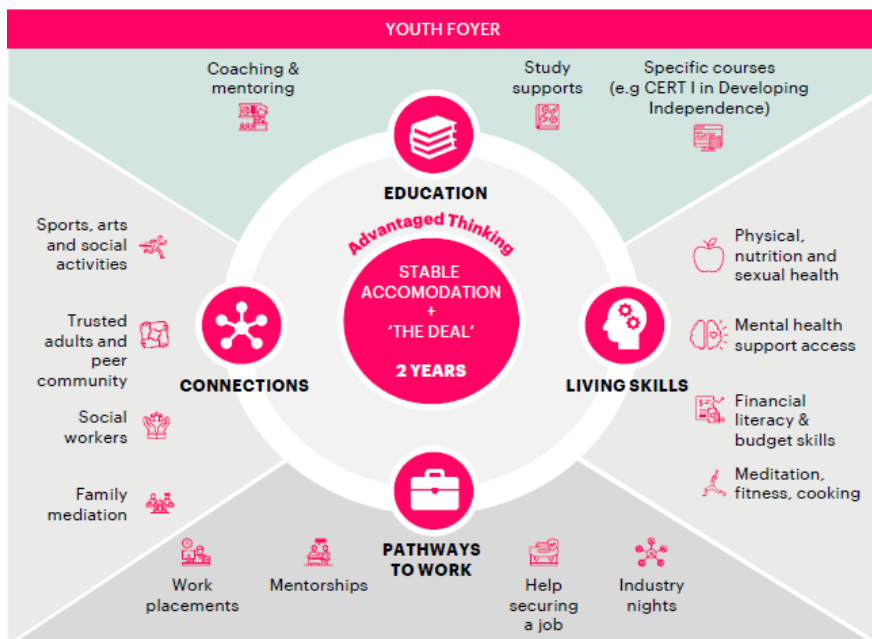 YOUTH FOYER
Coaching &
mentoring
Study
supports
Specific courses
(e.g CERT I in Developing
Independence)
EDUCATION
Advantaged Thinking
STABLE
ACCOMODATION
+
‘THE DEAL’
2 YEARS
Sports, arts
and social
activities
Trusted
adults and
peer
community
Social
workers
Family
mediation
CONNECTIONS
LIVING SKILLS
Physical,
nutrition and
sexual health
Mental health
support access
Financial
literacy &
budget skills
Meditation,
fitness, cooking
PATHWAYS
TO WORK
Work
placements
Mentorships
Help
securing
a job
Industry
nights